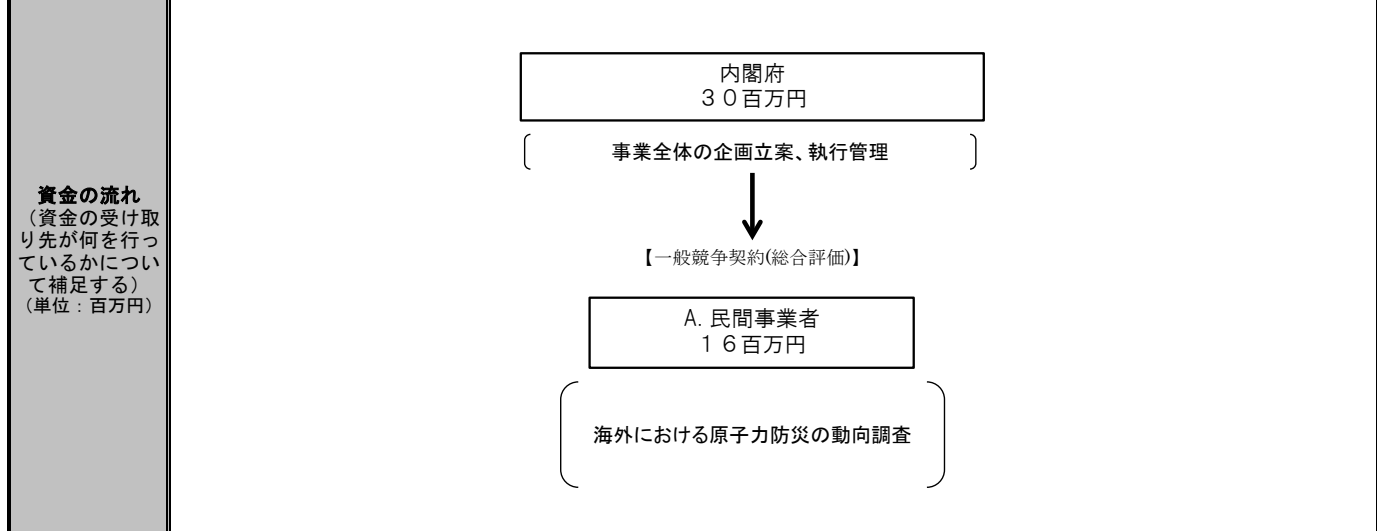 資金の流れ
（資金の受け取
り先が何を行っ
ているかについ
て補足する）
（単位：百万円）
内閣府
３０百万円
事業全体の企画立案、執行管理
【一般競争契約(総合評価)】
A. 民間事業者
１６百万円
海外における原子力防災の動向調査